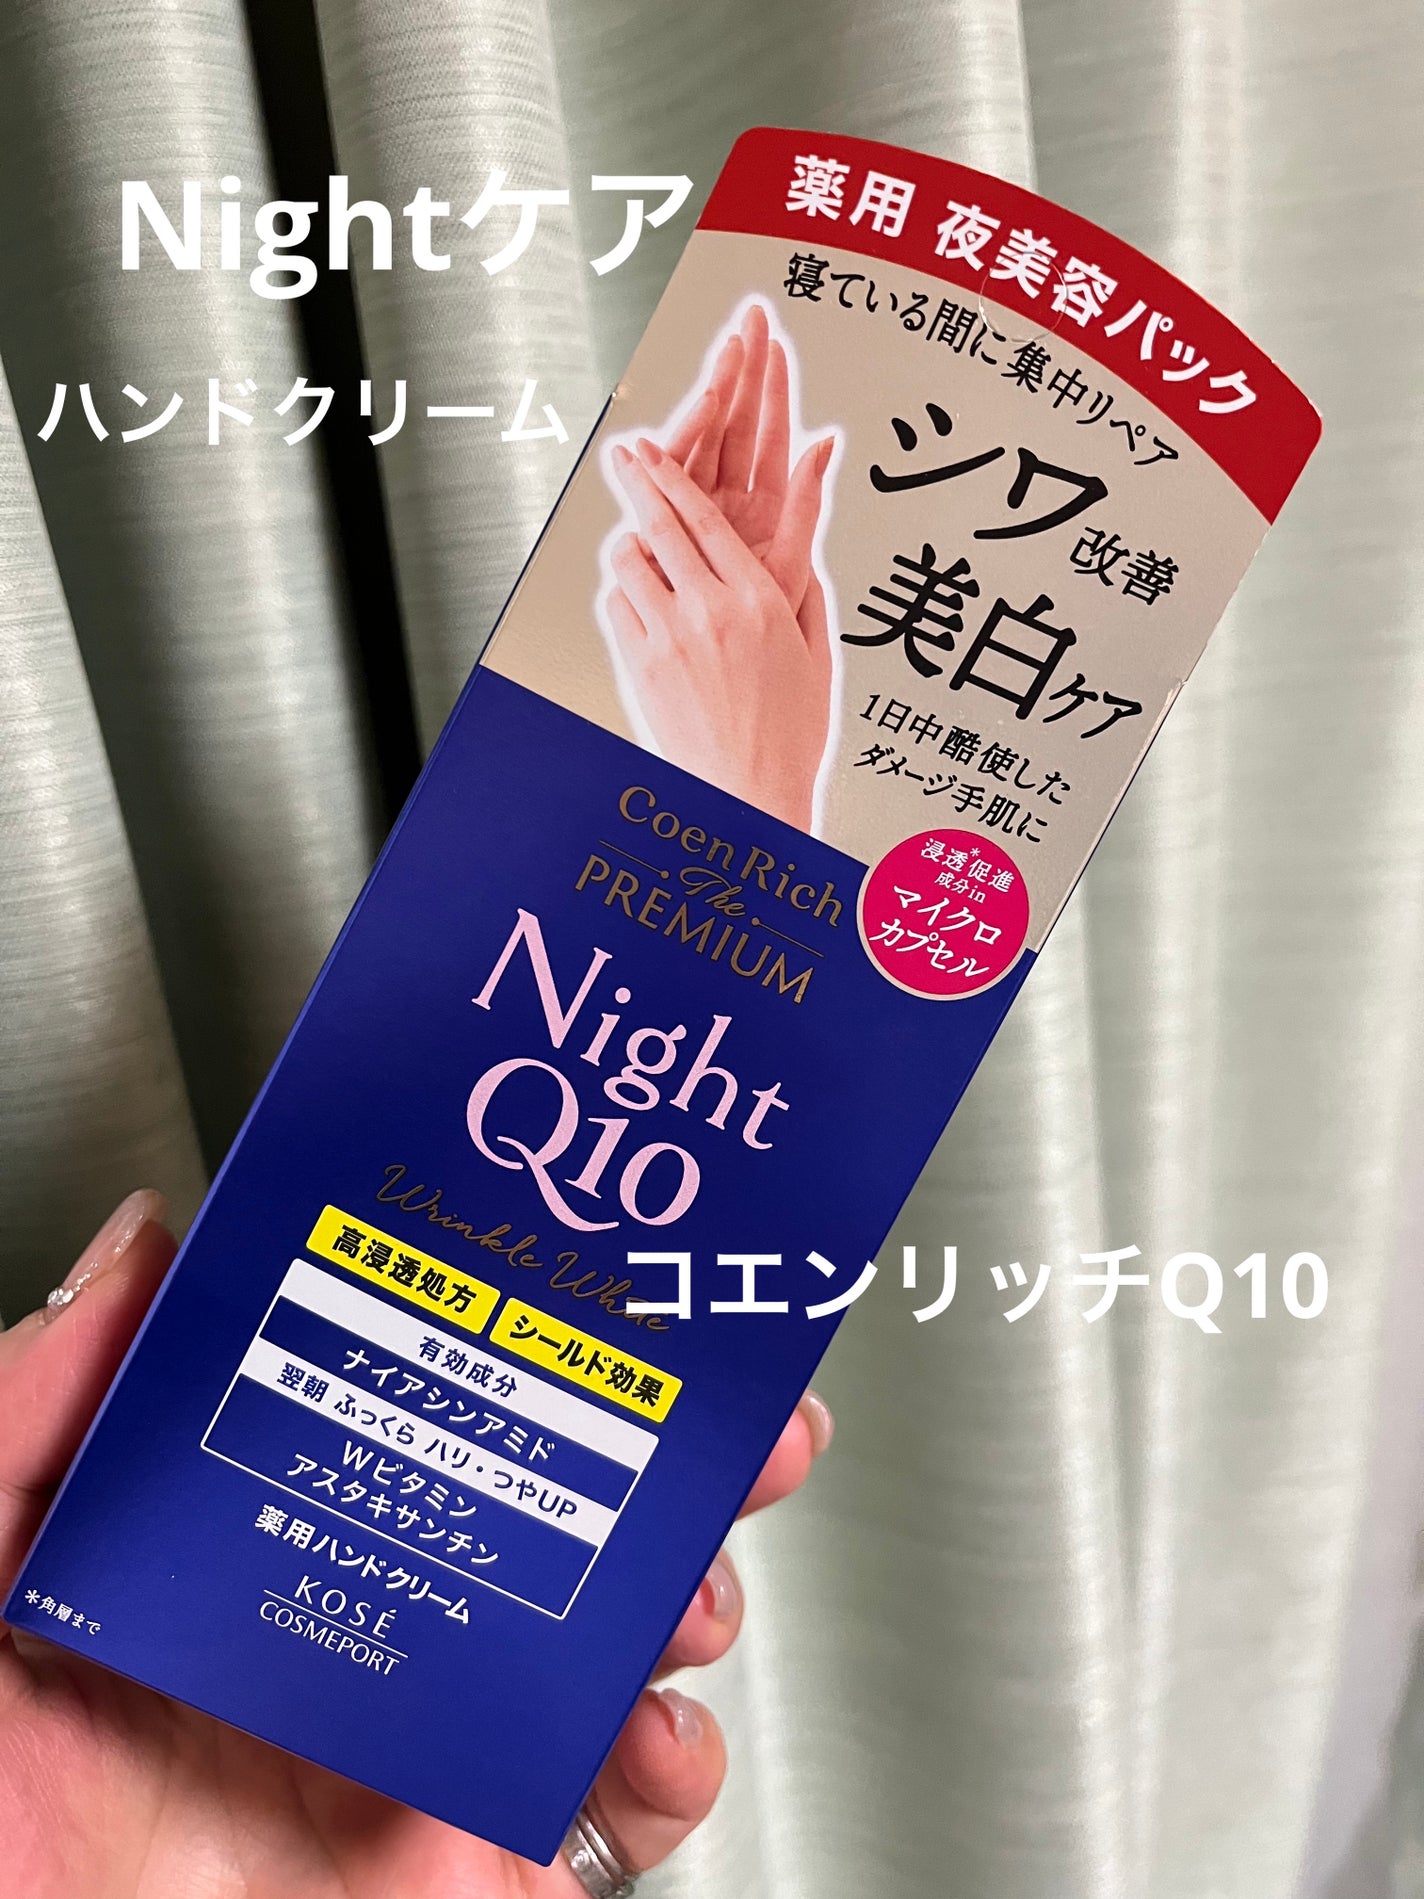 Nightケア
ハンドクリーム
薬用 夜美容パック
寝ている間に集中リペア
シワ改善
美白ケア
1日中酷使した
ダメージ手肌に
浸透*促進
成分in
マイクロ
カプセル
Coen Rich
The
PREMIUM
Night
Q10
Wrinkle White
コエンリッチQ10
高浸透処方
シールド効果
有効成分
ナイアシンアミド
翌朝 ふっくら ハリ・つやUP
Wビタミン
アスタキサンチン
薬用ハンドクリーム
KOSÉ
COSMEPORT
*角層まで